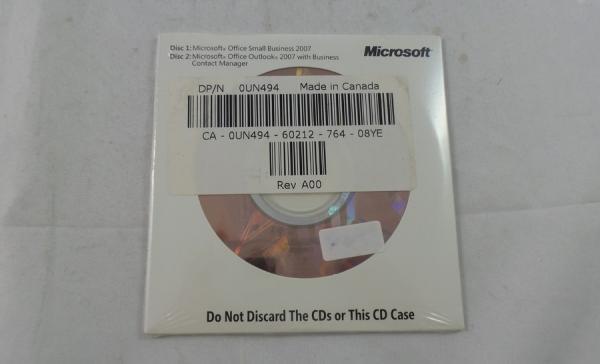 Disc 1: Microsoft® Office Small Business 2007
Disc 2: Microsoft® Office Outlook® 2007 with Business
Contact Manager
Microsoft
DP/N 0UN494 Made in Canada
CA - 0UN494 - 60212 - 764 - 08YE
Rev A00
Do Not Discard The CDs or This CD Case